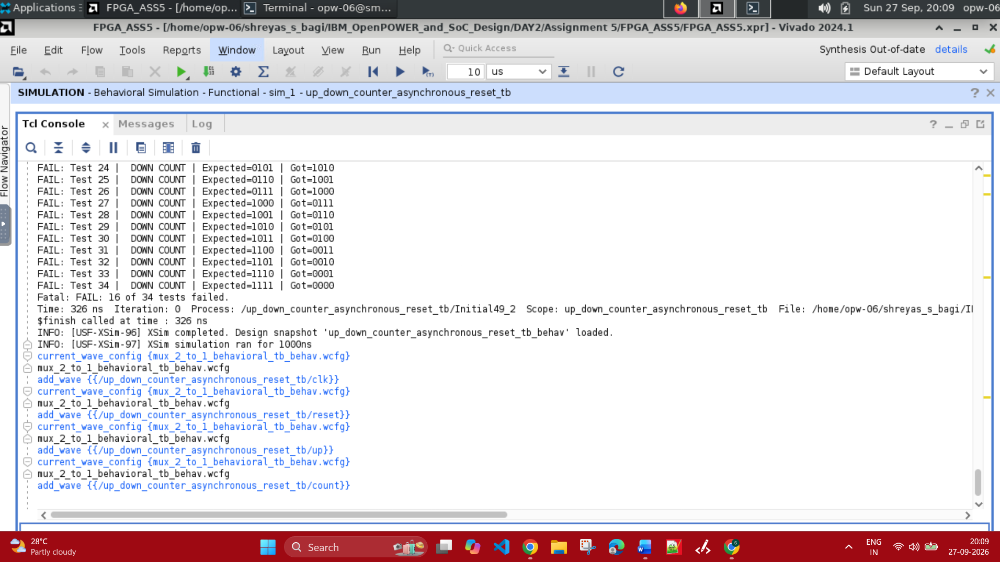 Applications
FPGA_ASS5 - [/home/op...
Terminal - opw-06@sm...
Sun 27 Sep, 20:09
opw-06
FPGA_ASS5 - [/home/opw-06/shreyas_s_bagi/IBM_OpenPOWER_and_SoC_Design/DAY2/Assignment 5/FPGA_ASS5/FPGA_ASS5.xpr] - Vivado 2024.1
File Edit Flow Tools Reports Window Layout View Run Help
Quick Access
Synthesis Out-of-date details
10 us
Default Layout
SIMULATION - Behavioral Simulation - Functional - sim_1 - up_down_counter_asynchronous_reset_tb
Flow Navigator
Tcl Console Messages Log
FAIL: Test 24 |  DOWN COUNT | Expected=0101 | Got=1010
FAIL: Test 25 |  DOWN COUNT | Expected=0110 | Got=1001
FAIL: Test 26 |  DOWN COUNT | Expected=0111 | Got=1000
FAIL: Test 27 |  DOWN COUNT | Expected=1000 | Got=0111
FAIL: Test 28 |  DOWN COUNT | Expected=1001 | Got=0110
FAIL: Test 29 |  DOWN COUNT | Expected=1010 | Got=0101
FAIL: Test 30 |  DOWN COUNT | Expected=1011 | Got=0100
FAIL: Test 31 |  DOWN COUNT | Expected=1100 | Got=0011
FAIL: Test 32 |  DOWN COUNT | Expected=1101 | Got=0010
FAIL: Test 33 |  DOWN COUNT | Expected=1110 | Got=0001
FAIL: Test 34 |  DOWN COUNT | Expected=1111 | Got=0000
Fatal: FAIL: 16 of 34 tests failed.
Time: 326 ns  Iteration: 0  Process: /up_down_counter_asynchronous_reset_tb/Initial49_2  Scope: up_down_counter_asynchronous_reset_tb  File: /home/opw-06/shreyas_s_bagi/I
$finish called at time : 326 ns
INFO: [USF-XSim-96] XSim completed. Design snapshot 'up_down_counter_asynchronous_reset_tb_behav' loaded.
INFO: [USF-XSim-97] XSim simulation ran for 1000ns
current_wave_config {mux_2_to_1_behavioral_tb_behav.wcfg}
mux_2_to_1_behavioral_tb_behav.wcfg
add_wave {{/up_down_counter_asynchronous_reset_tb/clk}}
current_wave_config {mux_2_to_1_behavioral_tb_behav.wcfg}
mux_2_to_1_behavioral_tb_behav.wcfg
add_wave {{/up_down_counter_asynchronous_reset_tb/reset}}
current_wave_config {mux_2_to_1_behavioral_tb_behav.wcfg}
mux_2_to_1_behavioral_tb_behav.wcfg
add_wave {{/up_down_counter_asynchronous_reset_tb/up}}
current_wave_config {mux_2_to_1_behavioral_tb_behav.wcfg}
mux_2_to_1_behavioral_tb_behav.wcfg
add_wave {{/up_down_counter_asynchronous_reset_tb/count}}
28°C
Partly cloudy
Search
ENG
IN
20:09
27-09-2026